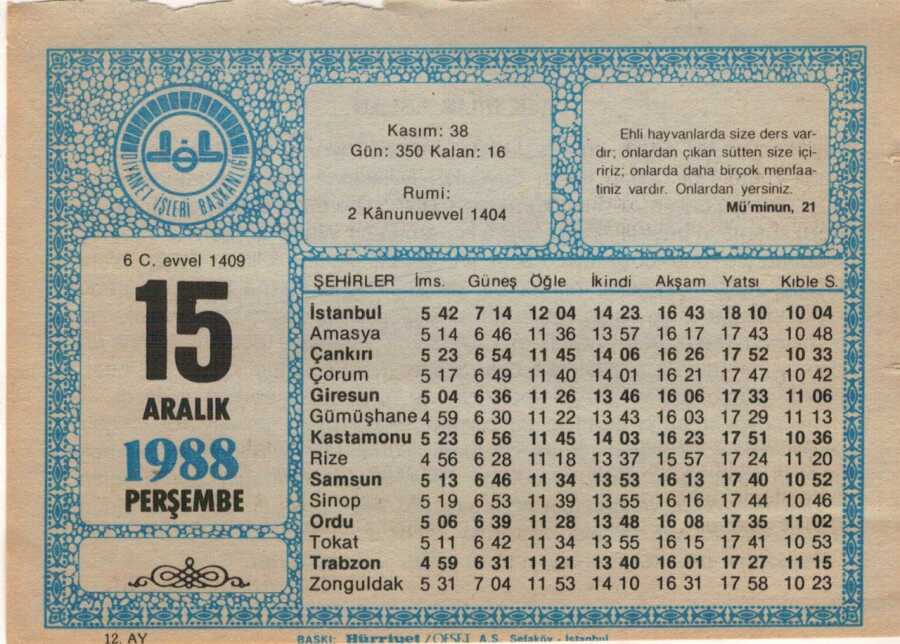 DİYANET İŞLERİ BAŞKANLIĞI
Kasım: 38
Gün: 350 Kalan: 16
Rumi:
2 Kânunuevvel 1404
Ehli hayvanlarda size ders var-
dır; onlardan çıkan sütten size içi-
ririz; onlarda daha birçok menfaa-
tiniz vardır. Onlardan yersiniz.
Mü'minun, 21
6 C. evvel 1409
15
ARALIK
1988
PERŞEMBE
ŞEHİRLER İms. Güneş Öğle İkindi Akşam Yatsı Kıble S.
İstanbul 5 42 7 14 12 04 14 23 16 43 18 10 10 04
Amasya 5 14 6 46 11 36 13 57 16 17 17 43 10 48
Çankırı 5 23 6 54 11 45 14 06 16 26 17 52 10 33
Çorum 5 17 6 49 11 40 14 01 16 21 17 47 10 42
Giresun 5 04 6 36 11 26 13 46 16 06 17 33 11 06
Gümüşhane 4 59 6 30 11 22 13 43 16 03 17 29 11 13
Kastamonu 5 23 6 56 11 45 14 03 16 23 17 51 10 36
Rize 4 56 6 28 11 18 13 37 15 57 17 24 11 20
Samsun 5 13 6 46 11 34 13 53 16 13 17 40 10 52
Sinop 5 19 6 53 11 39 13 55 16 16 17 44 10 46
Ordu 5 06 6 39 11 28 13 48 16 08 17 35 11 02
Tokat 5 11 6 42 11 34 13 55 16 15 17 41 10 53
Trabzon 4 59 6 31 11 21 13 40 16 01 17 27 11 15
Zonguldak 5 31 7 04 11 53 14 10 16 31 17 58 10 23
12. AY
BASKI: Hürriyet / OFSET A.Ş. Sefaköy - İstanbul